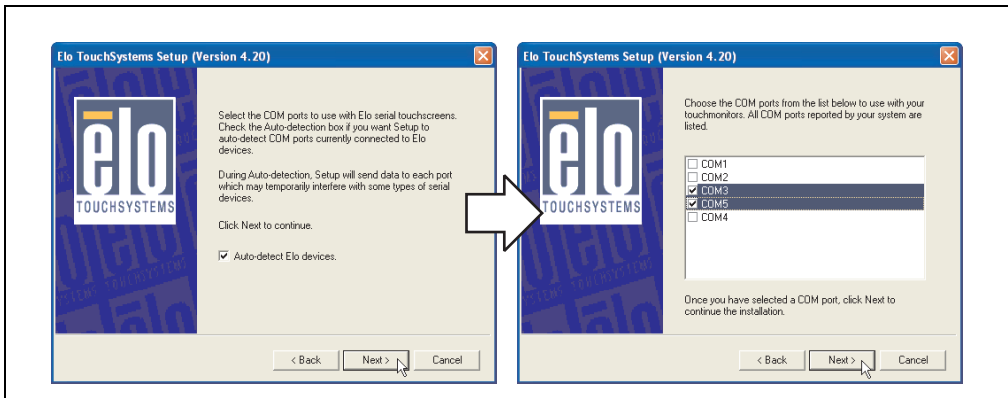 Elo TouchSystems Setup (Version 4.20)
elo
TOUCHSYSTEMS
Select the COM ports to use with Elo serial touchscreens.
Check the Auto-detection box if you want Setup to
auto-detect COM ports currently connected to Elo
devices.
During Auto-detection, Setup will send data to each port
which may temporarily interfere with some types of serial
devices.
Click Next to continue.
Auto-detect Elo devices.
< Back
Next >
Cancel
Elo TouchSystems Setup (Version 4.20)
elo
TOUCHSYSTEMS
Choose the COM ports from the list below to use with your
touchmonitors. All COM ports reported by your system are
listed.
COM1
COM2
COM3
COM5
COM4
Once you have selected a COM port, click Next to
continue the installation.
< Back
Next >
Cancel